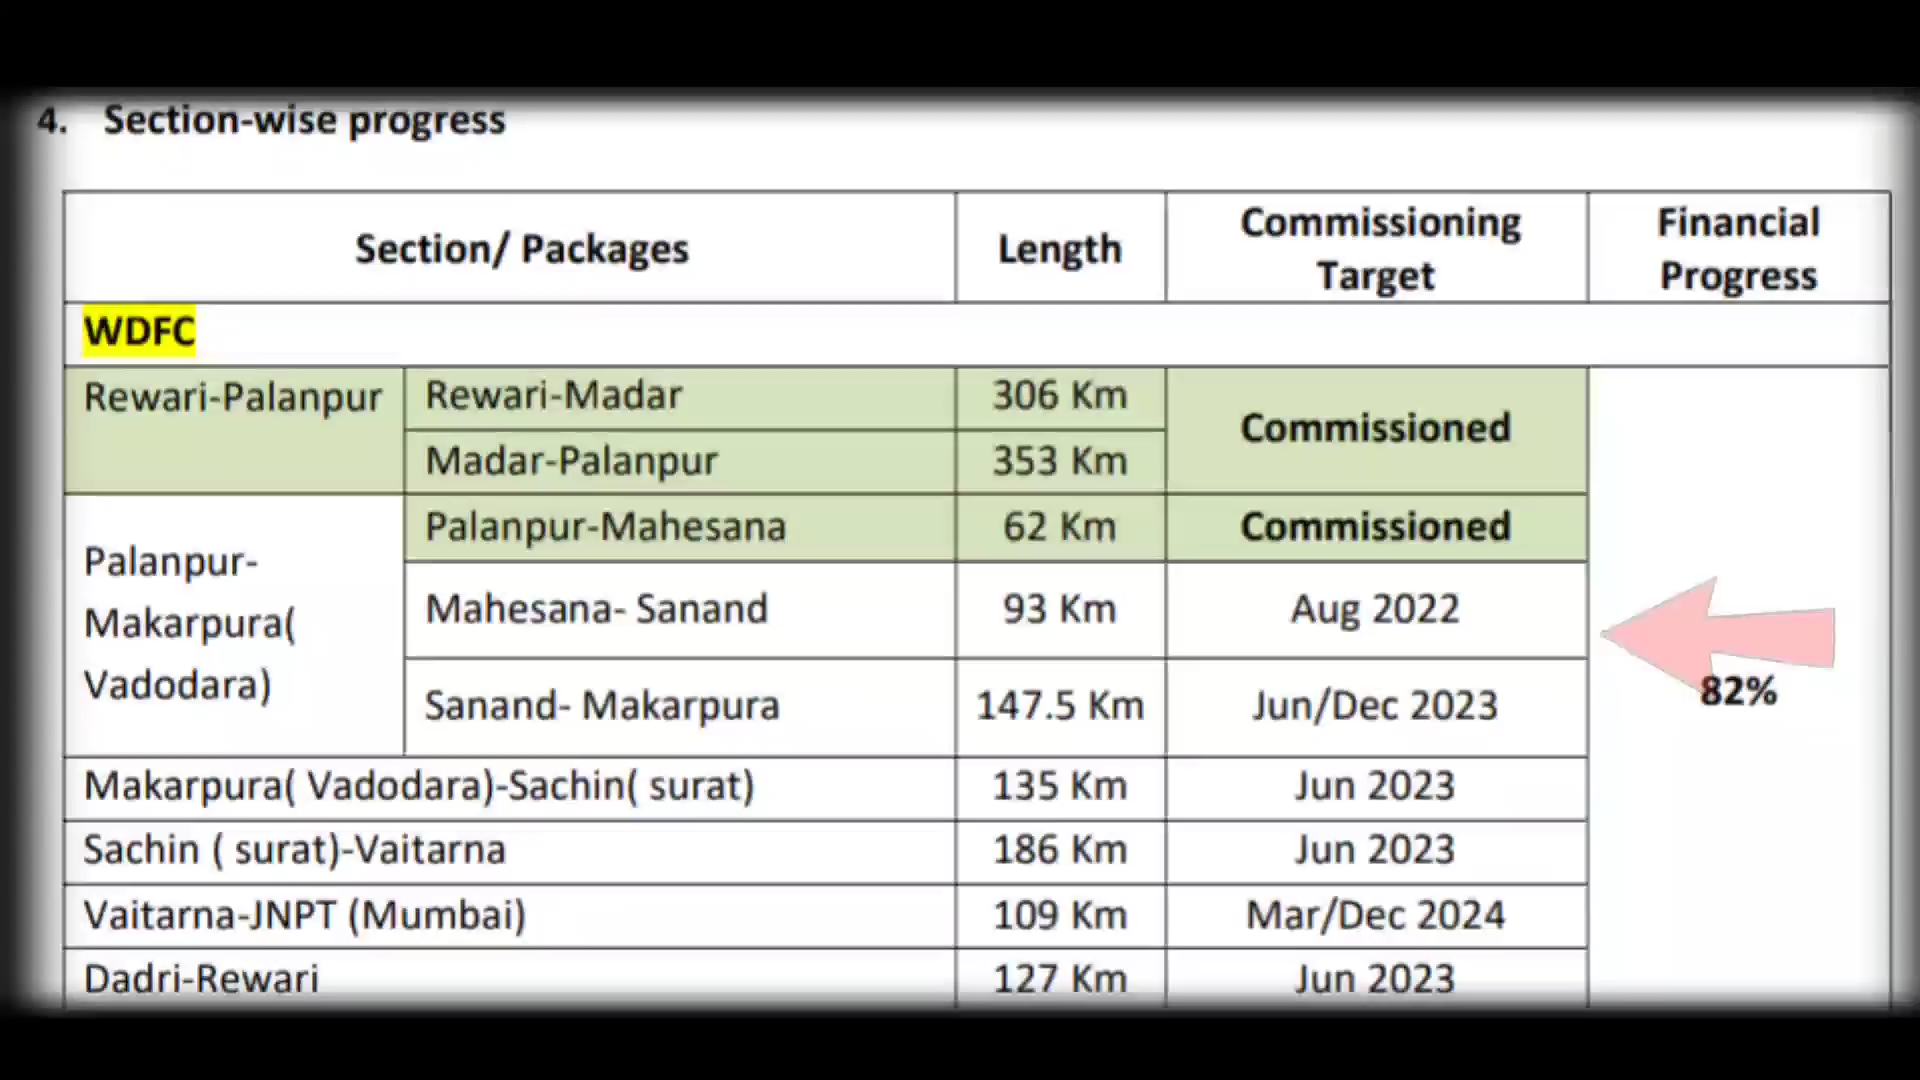 4. Section-wise progress
Section/ Packages Length Commissioning Target Financial Progress
WDFC
Rewari-Palanpur Rewari-Madar 306 Km Commissioned
Madar-Palanpur 353 Km
Palanpur-Makarpura( Vadodara) Palanpur-Mahesana 62 Km Commissioned
Mahesana- Sanand 93 Km Aug 2022
Sanand- Makarpura 147.5 Km Jun/Dec 2023
82%
Makarpura( Vadodara)-Sachin( surat) 135 Km Jun 2023
Sachin ( surat)-Vaitarna 186 Km Jun 2023
Vaitarna-JNPT (Mumbai) 109 Km Mar/Dec 2024
Dadri-Rewari 127 Km Jun 2023